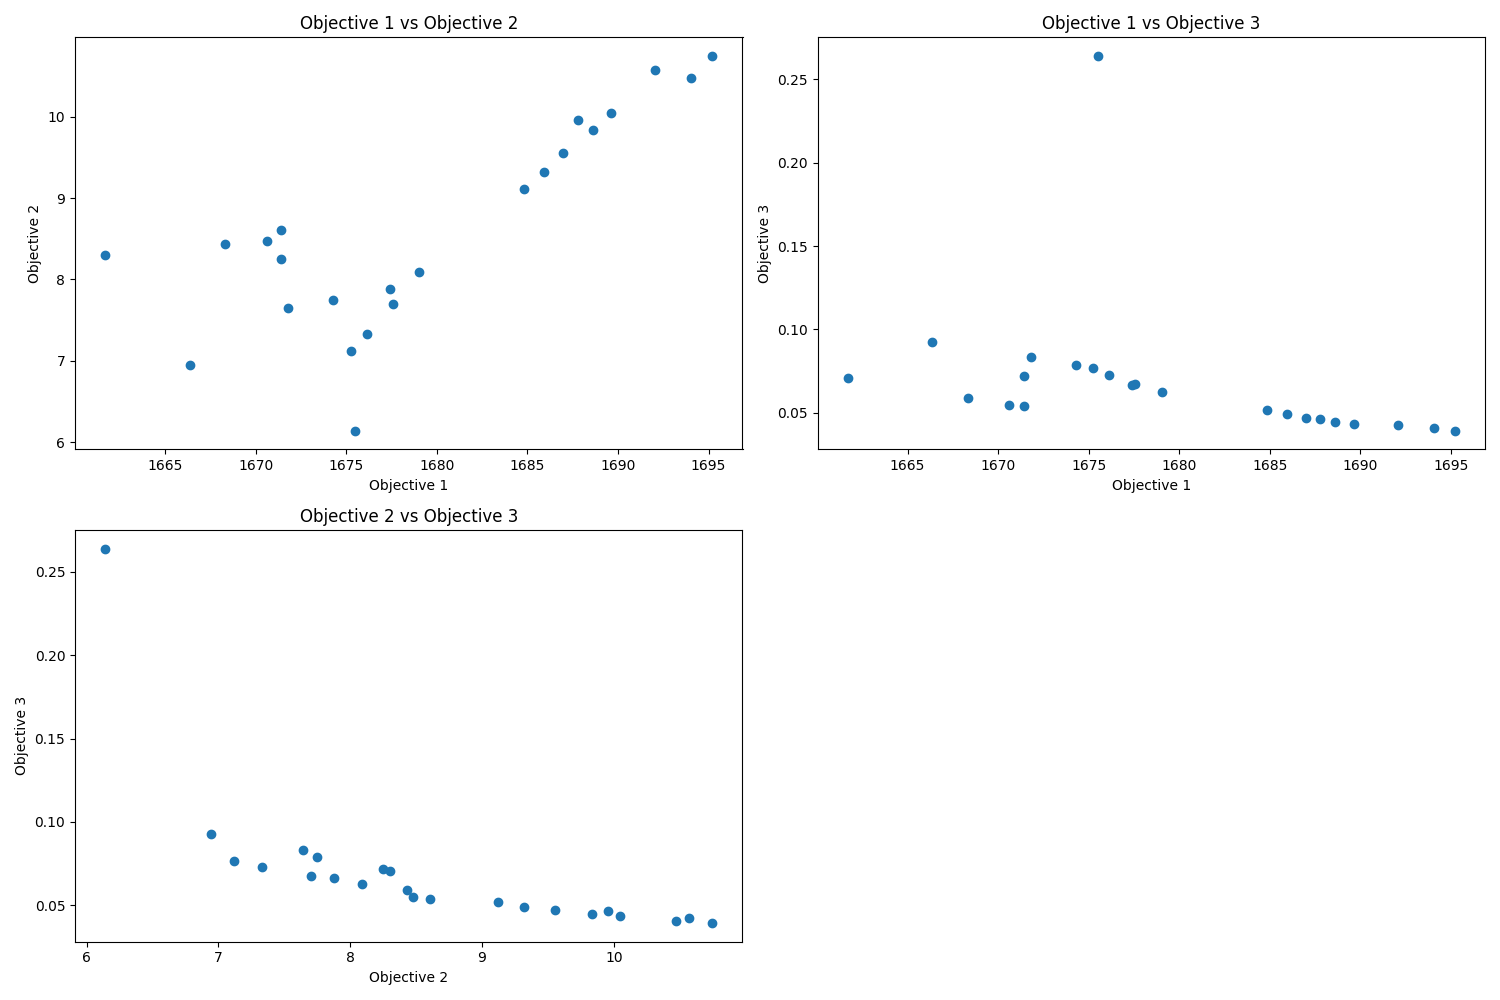 Objective 1 vs Objective 2
10
9
8
7
6
Objective 2
1665 1670 1675 1680 1685 1690 1695
Objective 1
Objective 1 vs Objective 3
0.25
0.20
0.15
0.10
0.05
Objective 3
1665 1670 1675 1680 1685 1690 1695
Objective 1
Objective 2 vs Objective 3
0.25
0.20
0.15
0.10
0.05
Objective 3
6 7 8 9 10
Objective 2